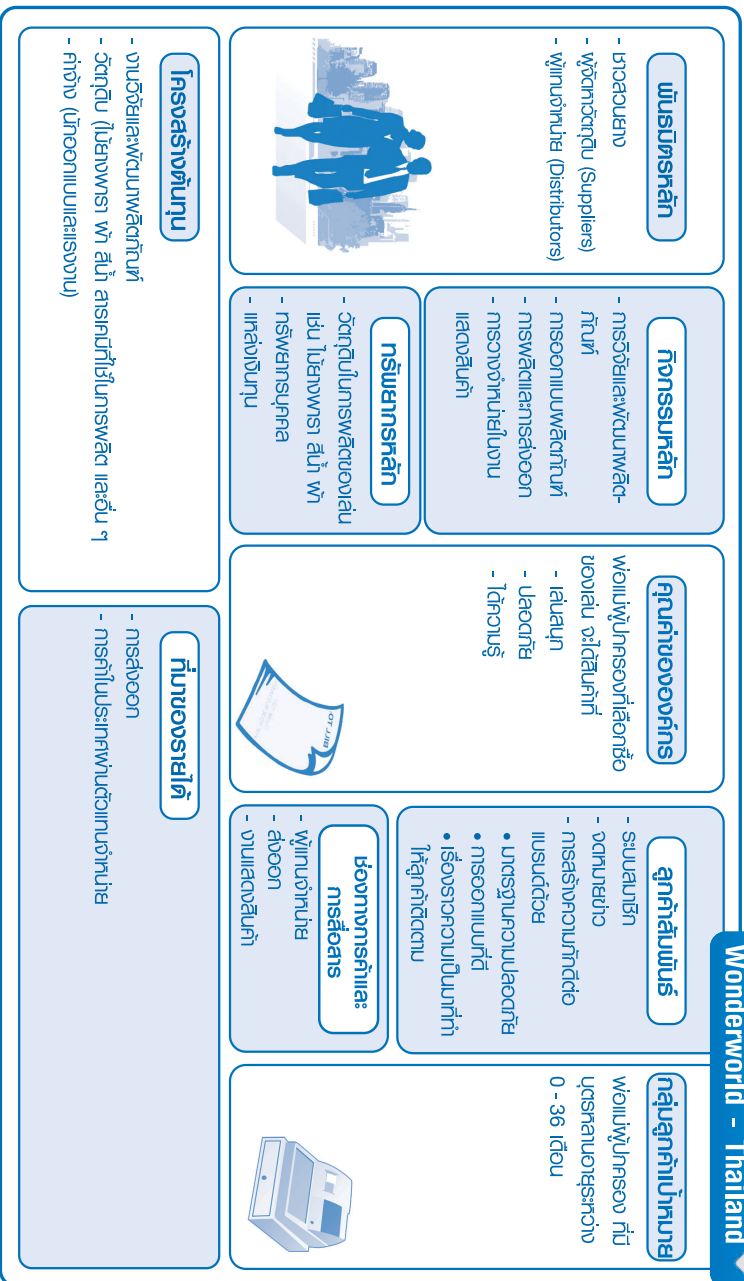 Wonderworld - Thailand
พันธมิตรหลัก
- ชาวสวนยาง
- ผู้จัดหาวัตถุดิบ (Suppliers)
- ผู้แทนจำหน่าย (Distributors)
กิจกรรมหลัก
- การวิจัยและพัฒนาผลิต-
ภัณฑ์
- การออกแบบผลิตภัณฑ์
- การผลิตและการส่งออก
- การวางจำหน่ายในงาน
แสดงสินค้า
ทรัพยากรหลัก
- วัตถุดิบในการผลิตของเล่น
เช่น ไม้ยางพารา สีน้ำ ผ้า
- ทรัพยากรบุคคล
- แหล่งเงินทุน
คุณค่าขององค์กร
พ่อแม่ผู้ปกครองที่เลือกซื้อ
ของเล่น จะได้สินค้าที่
- เล่นสนุก
- ปลอดภัย
- ได้ความรู้
BILL TO:
ลูกค้าสัมพันธ์
- ระบบสมาชิก
- จดหมายข่าว
- การสร้างความภักดีต่อ
แบรนด์ด้วย
• มาตรฐานความปลอดภัย
• การออกแบบที่ดี
• เรื่องราวความเป็นมาที่ทำ
ให้ลูกค้าติดตาม
ช่องทางการค้าและ
การสื่อสาร
- ผู้แทนจำหน่าย
- ส่งออก
- งานแสดงสินค้า
กลุ่มลูกค้าเป้าหมาย
พ่อแม่ผู้ปกครอง ที่มี
บุตรหลานอายุระหว่าง
0 - 36 เดือน
โครงสร้างต้นทุน
- งานวิจัยและพัฒนาผลิตภัณฑ์
- วัตถุดิบ (ไม้ยางพารา ผ้า สีน้ำ สารเคมีที่ใช้ในการผลิต และอื่น ๆ
- ค่าจ้าง (นักออกแบบและแรงงาน)
ที่มาของรายได้
- การส่งออก
- การค้าในประเทศผ่านตัวแทนจำหน่าย